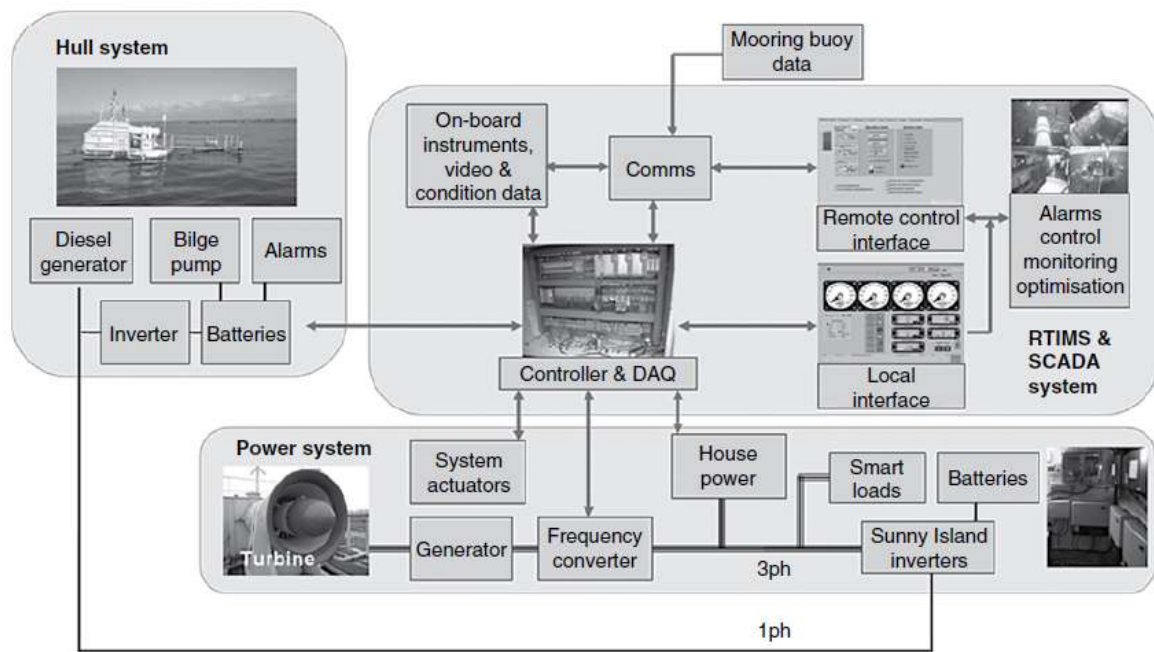 Hull system
Mooring buoy
data
On-board
instruments,
video &
condition data
Comms
Remote control
interface
Alarms
control
monitoring
optimisation
Diesel
generator
Bilge
pump
Alarms
Inverter
Batteries
Controller & DAQ
Local
interface
RTIMS &
SCADA
system
Power system
Turbine
System
actuators
House
power
Smart
loads
Batteries
Generator
Frequency
converter
Sunny Island
inverters
3ph
1ph